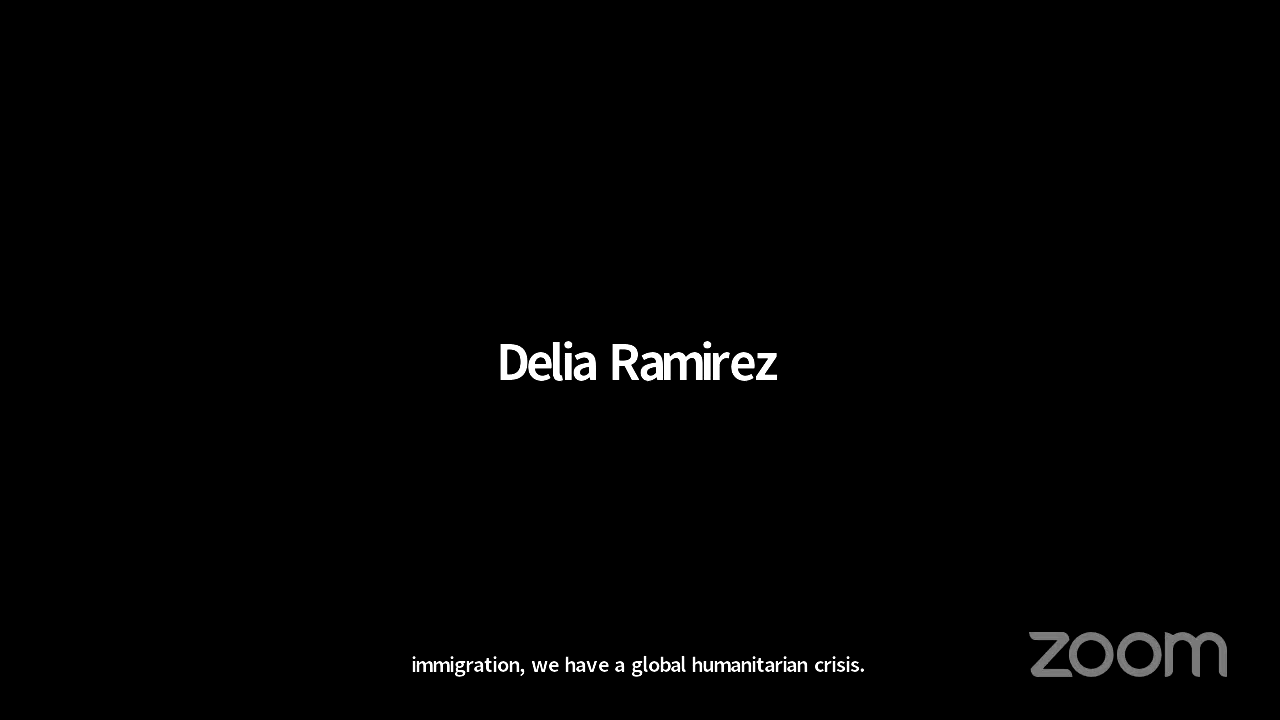 Delia Ramirez
immigration, we have a global humanitarian crisis.
zoom